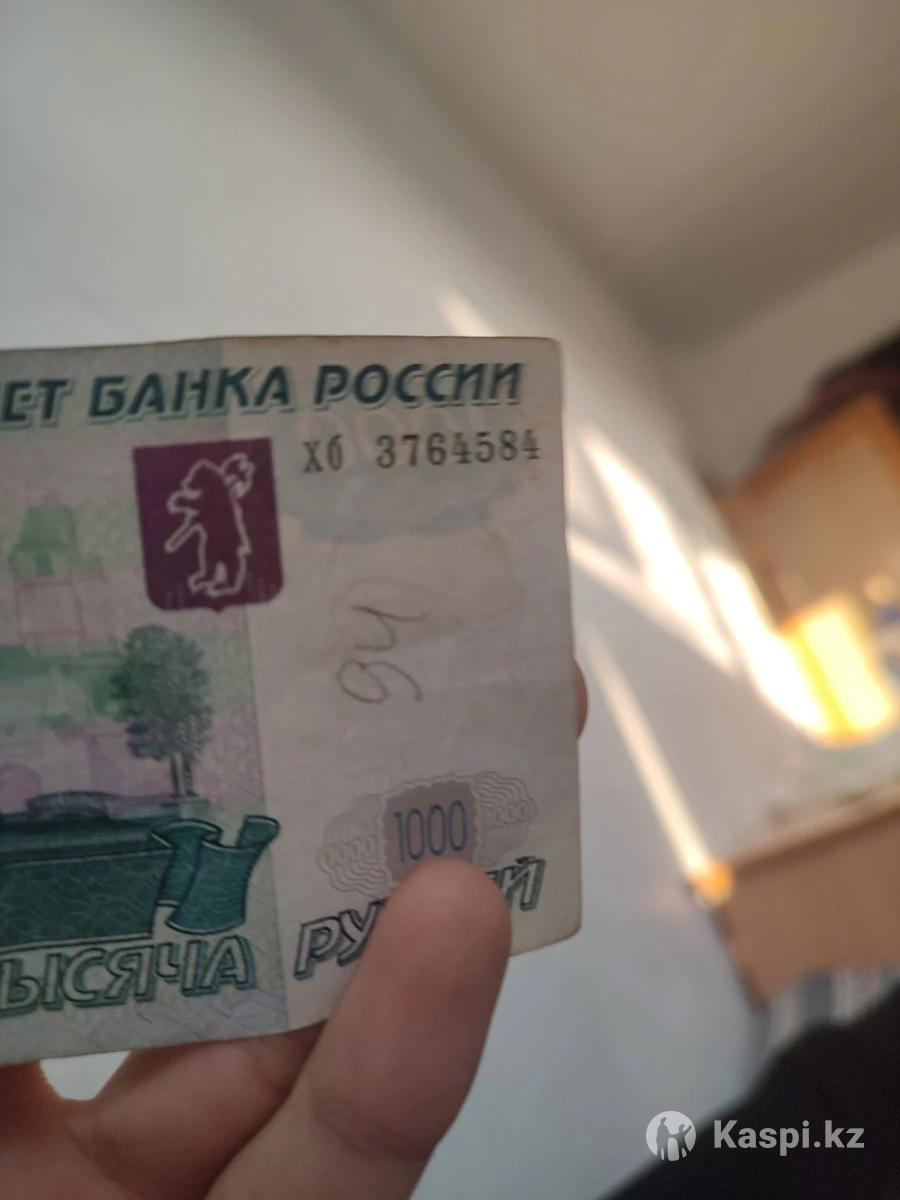 ЕТ БАНКА РОССИИ
хб 3764584
94
1000
ЫСЯЧА
Kaspi.kz